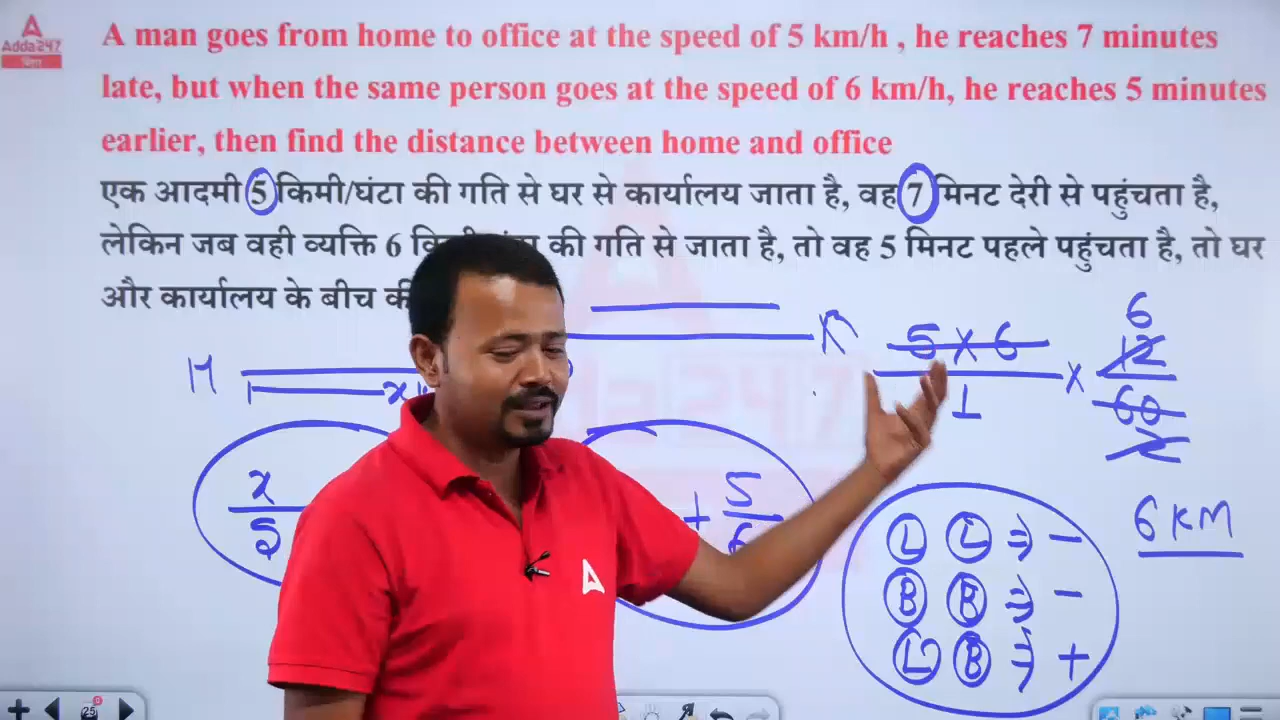 Adda247
बिहार
A man goes from home to office at the speed of 5 km/h , he reaches 7 minutes
late, but when the same person goes at the speed of 6 km/h, he reaches 5 minutes
earlier, then find the distance between home and office
एक आदमी 5 किमी/घंटा की गति से घर से कार्यालय जाता है, वह 7 मिनट देरी से पहुंचता है,
लेकिन जब वही व्यक्ति 6 की गति से जाता है, तो वह 5 मिनट पहले पहुंचता है, तो घर
और कार्यालय के बीच की
H
x
5 × 6
1
×
6
12
60
2
x
5
+ 5
6
L L ⇒ −
B B ⇒ −
L B ⇒ +
6 KM
25